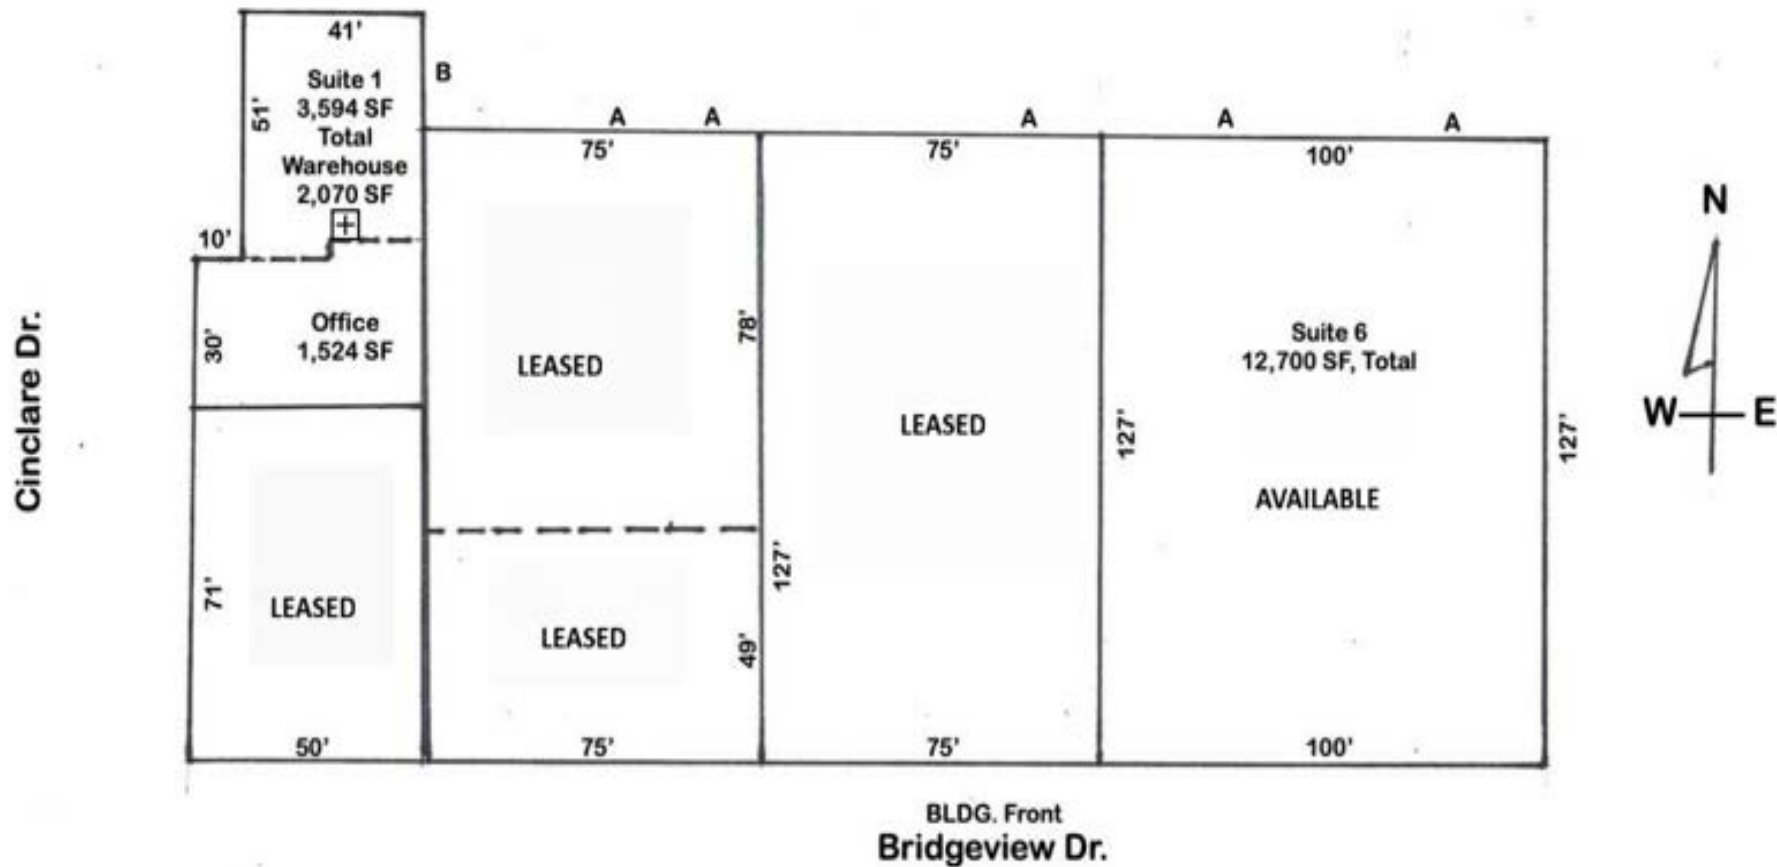 41'
Suite 1
3,594 SF
Total
Warehouse
2,070 SF
51'
B
10'
Office
1,524 SF
30'
71'
LEASED
50'
A A A A A
75'
LEASED
78'
LEASED
49'
75'
127'
75'
LEASED
75'
127'
100'
Suite 6
12,700 SF, Total
AVAILABLE
127'
100'
N
W E
Cinclare Dr.
BLDG. Front
Bridgeview Dr.